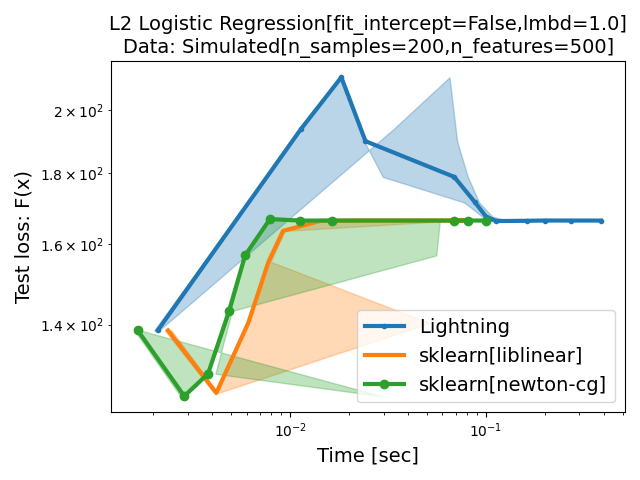 L2 Logistic Regression[fit_intercept=False,lmbd=1.0]
Data: Simulated[n_samples=200,n_features=500]
Test loss: F(x)
2 × 10²
1.8 × 10²
1.6 × 10²
1.4 × 10²
Lightning
sklearn[liblinear]
sklearn[newton-cg]
10⁻² 10⁻¹
Time [sec]